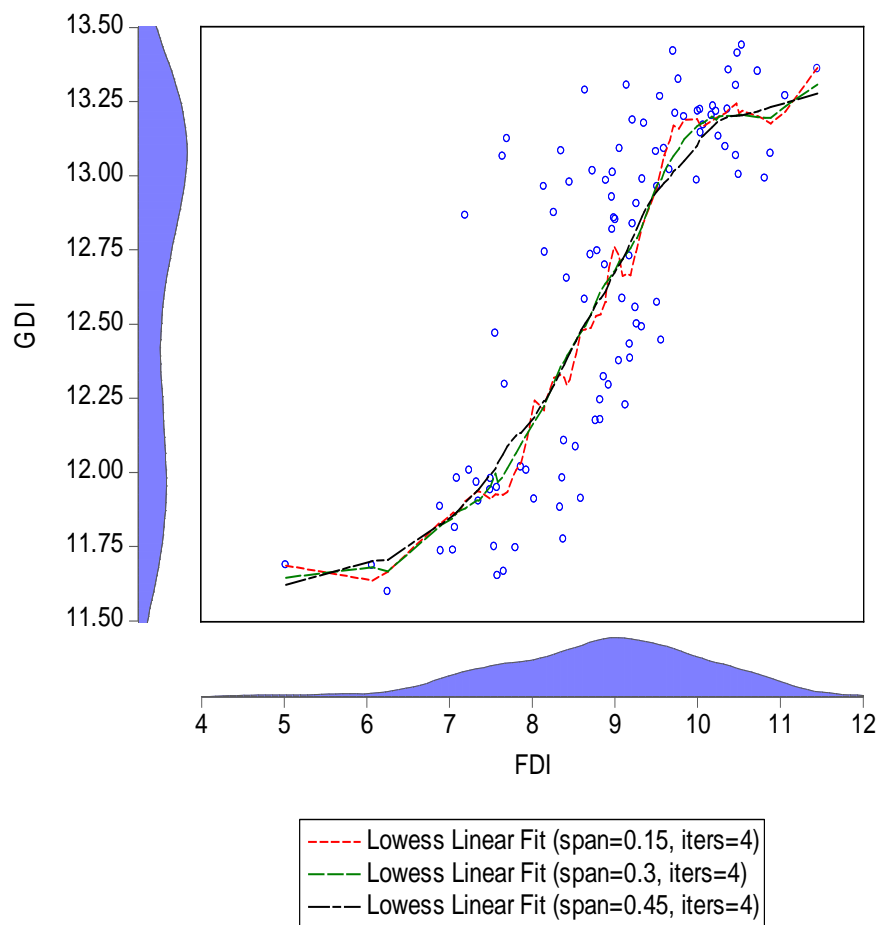 13.50
13.25
13.00
12.75
12.50
12.25
12.00
11.75
11.50
GDI
4 5 6 7 8 9 10 11 12
FDI
Lowess Linear Fit (span=0.15, iters=4)
Lowess Linear Fit (span=0.3, iters=4)
Lowess Linear Fit (span=0.45, iters=4)